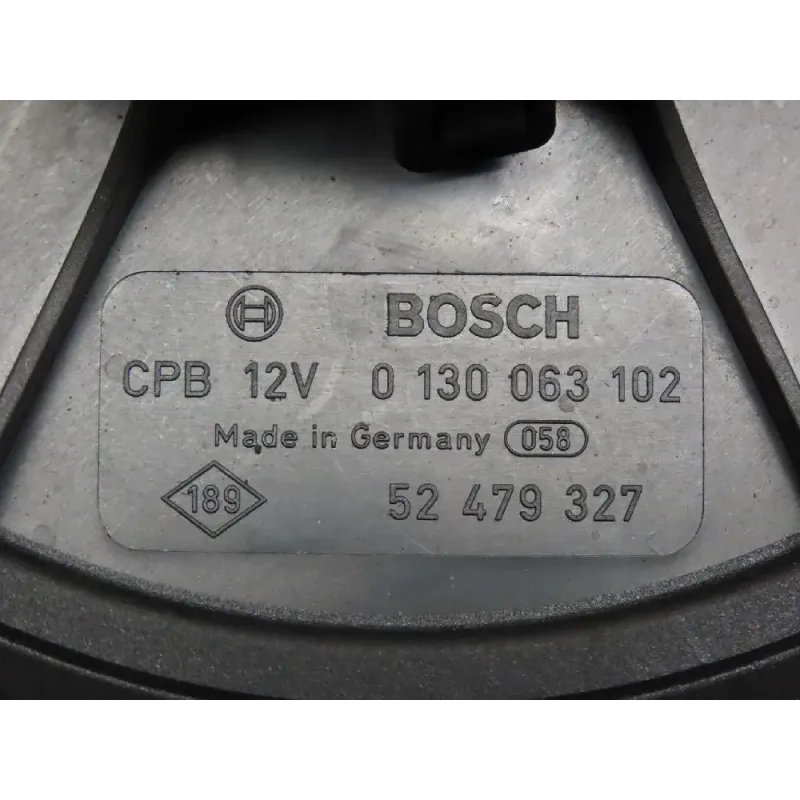 BOSCH
CPB 12V 0 130 063 102
Made in Germany 058
189 52 479 327